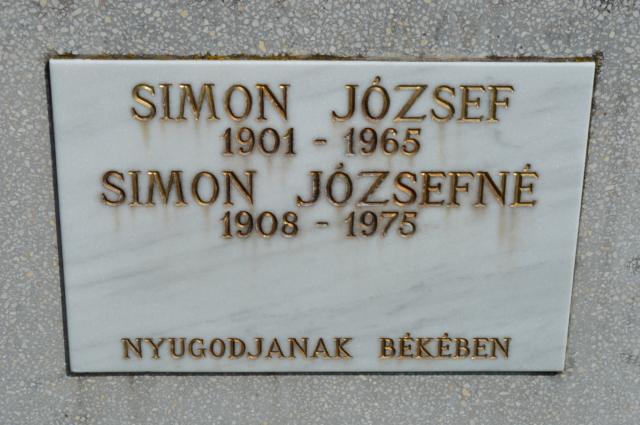 SIMON JÓZSEF
1901 - 1965
SIMON JÓZSEFNÉ
1908 - 1975
NYUGODJANAK BÉKÉBEN